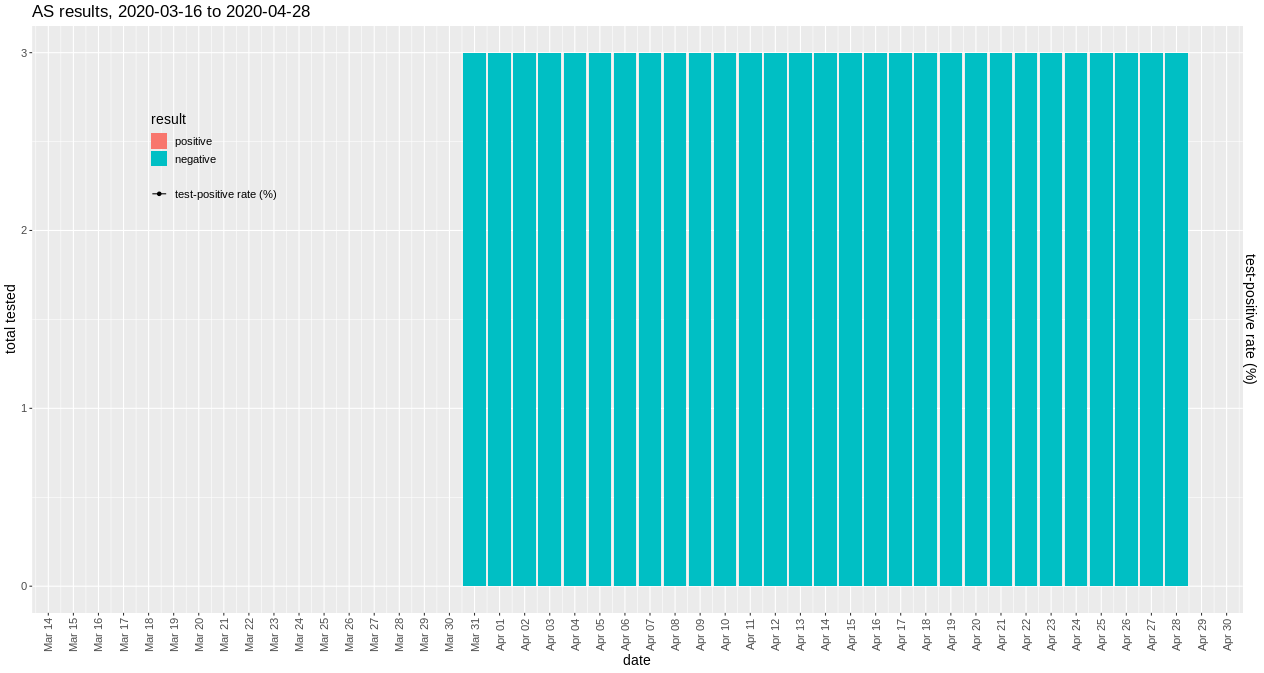 AS results, 2020-03-16 to 2020-04-28
3
2
1
0
total tested
result
positive
negative
test-positive rate (%)
test-positive rate (%)
Mar 14
Mar 15
Mar 16
Mar 17
Mar 18
Mar 19
Mar 20
Mar 21
Mar 22
Mar 23
Mar 24
Mar 25
Mar 26
Mar 27
Mar 28
Mar 29
Mar 30
Mar 31
Apr 01
Apr 02
Apr 03
Apr 04
Apr 05
Apr 06
Apr 07
Apr 08
Apr 09
Apr 10
Apr 11
Apr 12
Apr 13
Apr 14
Apr 15
Apr 16
Apr 17
Apr 18
Apr 19
Apr 20
Apr 21
Apr 22
Apr 23
Apr 24
Apr 25
Apr 26
Apr 27
Apr 28
Apr 29
Apr 30
date